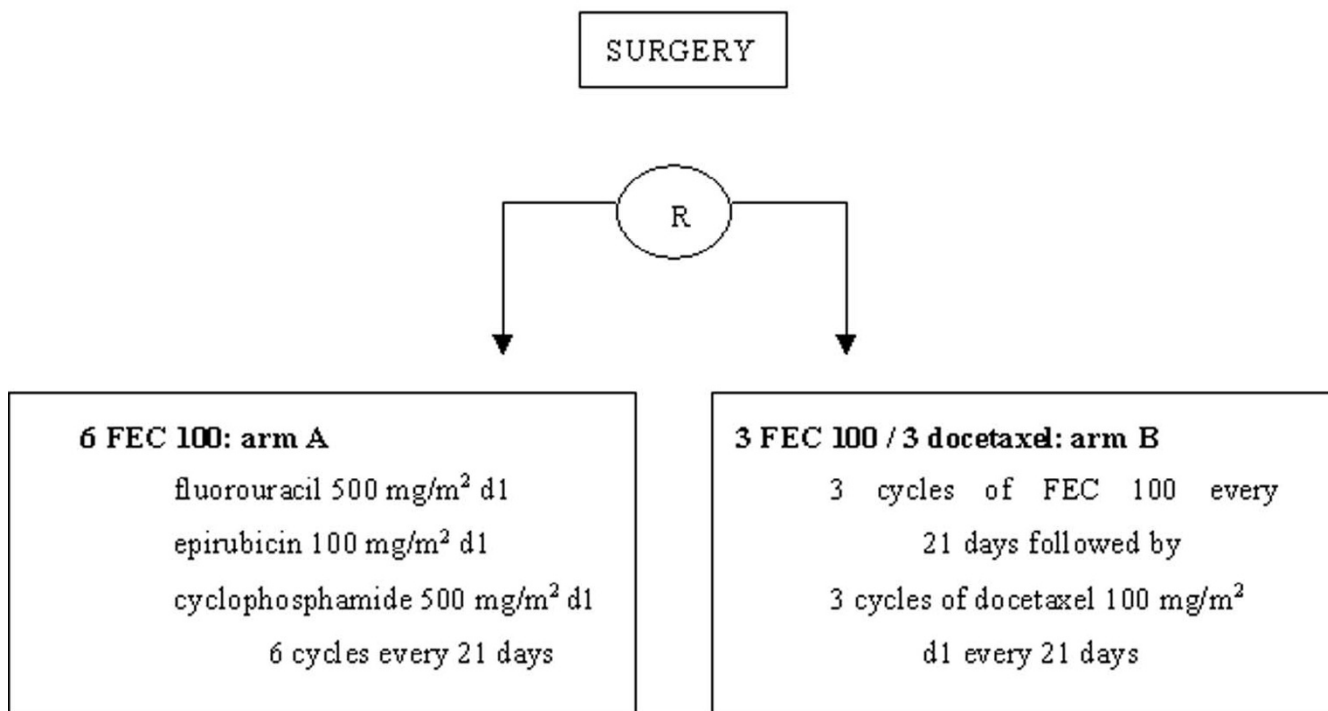 SURGERY
R
6 FEC 100: arm A
fluorouracil 500 mg/m² d1
epirubicin 100 mg/m² d1
cyclophosphamide 500 mg/m² d1
6 cycles every 21 days
3 FEC 100 / 3 docetaxel: arm B
3 cycles of FEC 100 every
21 days followed by
3 cycles of docetaxel 100 mg/m²
d1 every 21 days